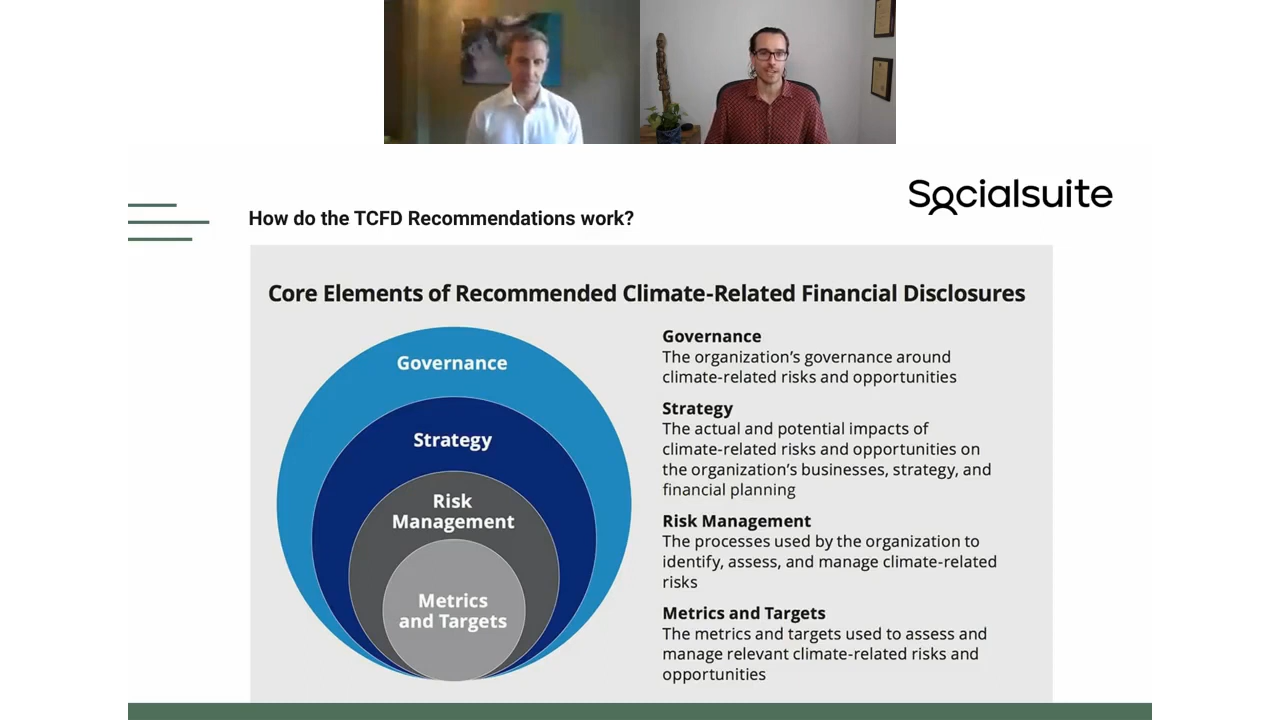 Socialsuite
How do the TCFD Recommendations work?
Core Elements of Recommended Climate-Related Financial Disclosures
Governance
Strategy
Risk
Management
Metrics
and Targets
Governance
The organization’s governance around
climate-related risks and opportunities
Strategy
The actual and potential impacts of
climate-related risks and opportunities on
the organization’s businesses, strategy, and
financial planning
Risk Management
The processes used by the organization to
identify, assess, and manage climate-related
risks
Metrics and Targets
The metrics and targets used to assess and
manage relevant climate-related risks and
opportunities